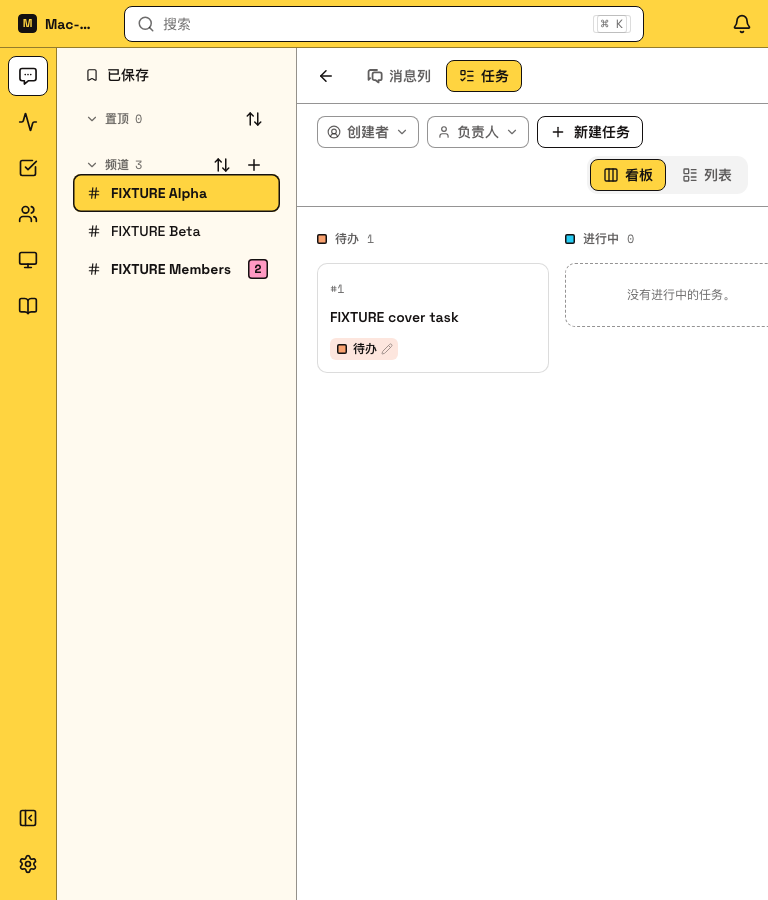 M Mac-…
搜索 ⌘ K
已保存
置顶 0
频道 3
FIXTURE Alpha
FIXTURE Beta
FIXTURE Members 2
消息列 任务
创建者 负责人 新建任务
看板 列表
待办 1
#1
FIXTURE cover task
待办
进行中 0
没有进行中的任务。